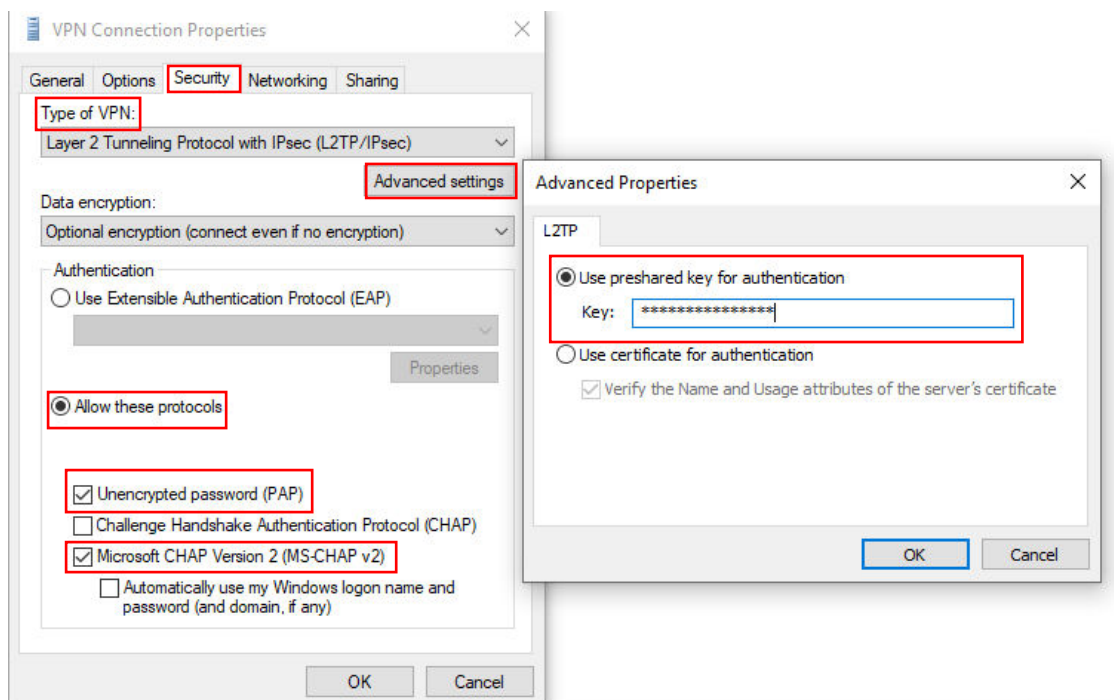 VPN Connection Properties
General Options Security Networking Sharing
Type of VPN:
Layer 2 Tunneling Protocol with IPsec (L2TP/IPsec)
Advanced settings
Data encryption:
Optional encryption (connect even if no encryption)
Authentication
Use Extensible Authentication Protocol (EAP)
Properties
Allow these protocols
Unencrypted password (PAP)
Challenge Handshake Authentication Protocol (CHAP)
Microsoft CHAP Version 2 (MS-CHAP v2)
Automatically use my Windows logon name and
password (and domain, if any)
OK Cancel
Advanced Properties
L2TP
Use preshared key for authentication
Key: ***************
Use certificate for authentication
Verify the Name and Usage attributes of the server's certificate
OK Cancel